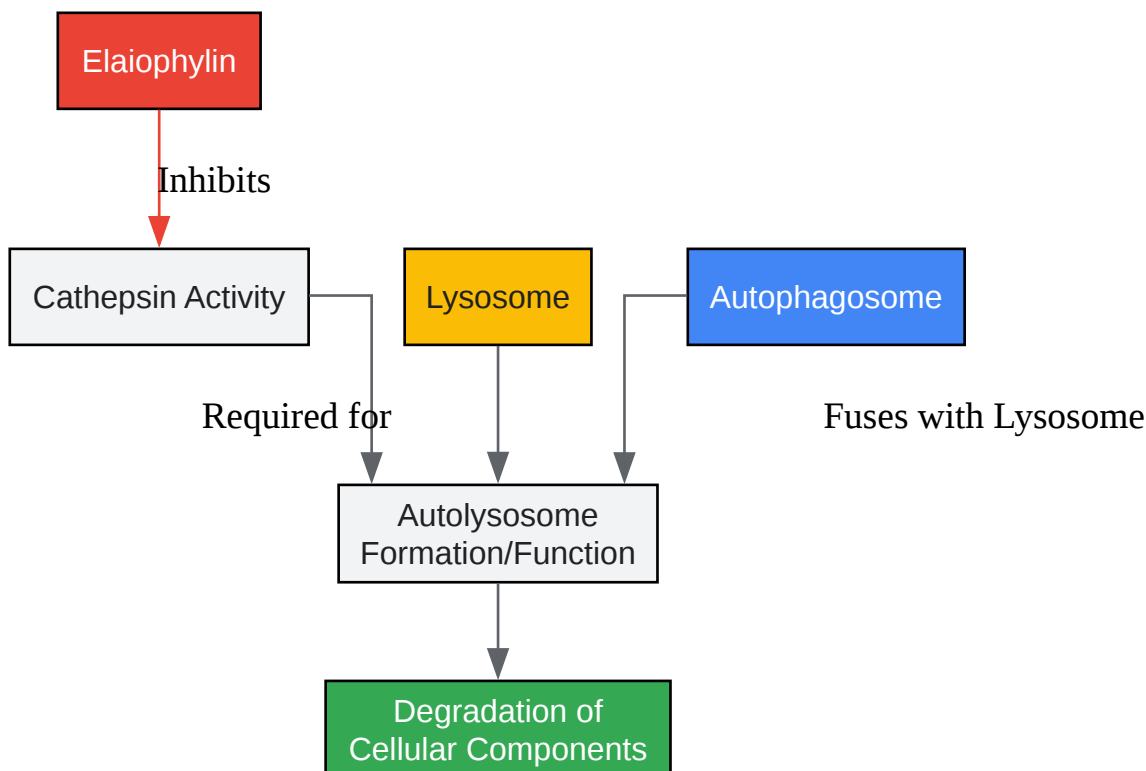 Elaiophylin
Inhibits
Cathepsin Activity
Lysosome
Autophagosome
Required for
Fuses with Lysosome
Autolysosome
Formation/Function
Degradation of
Cellular Components